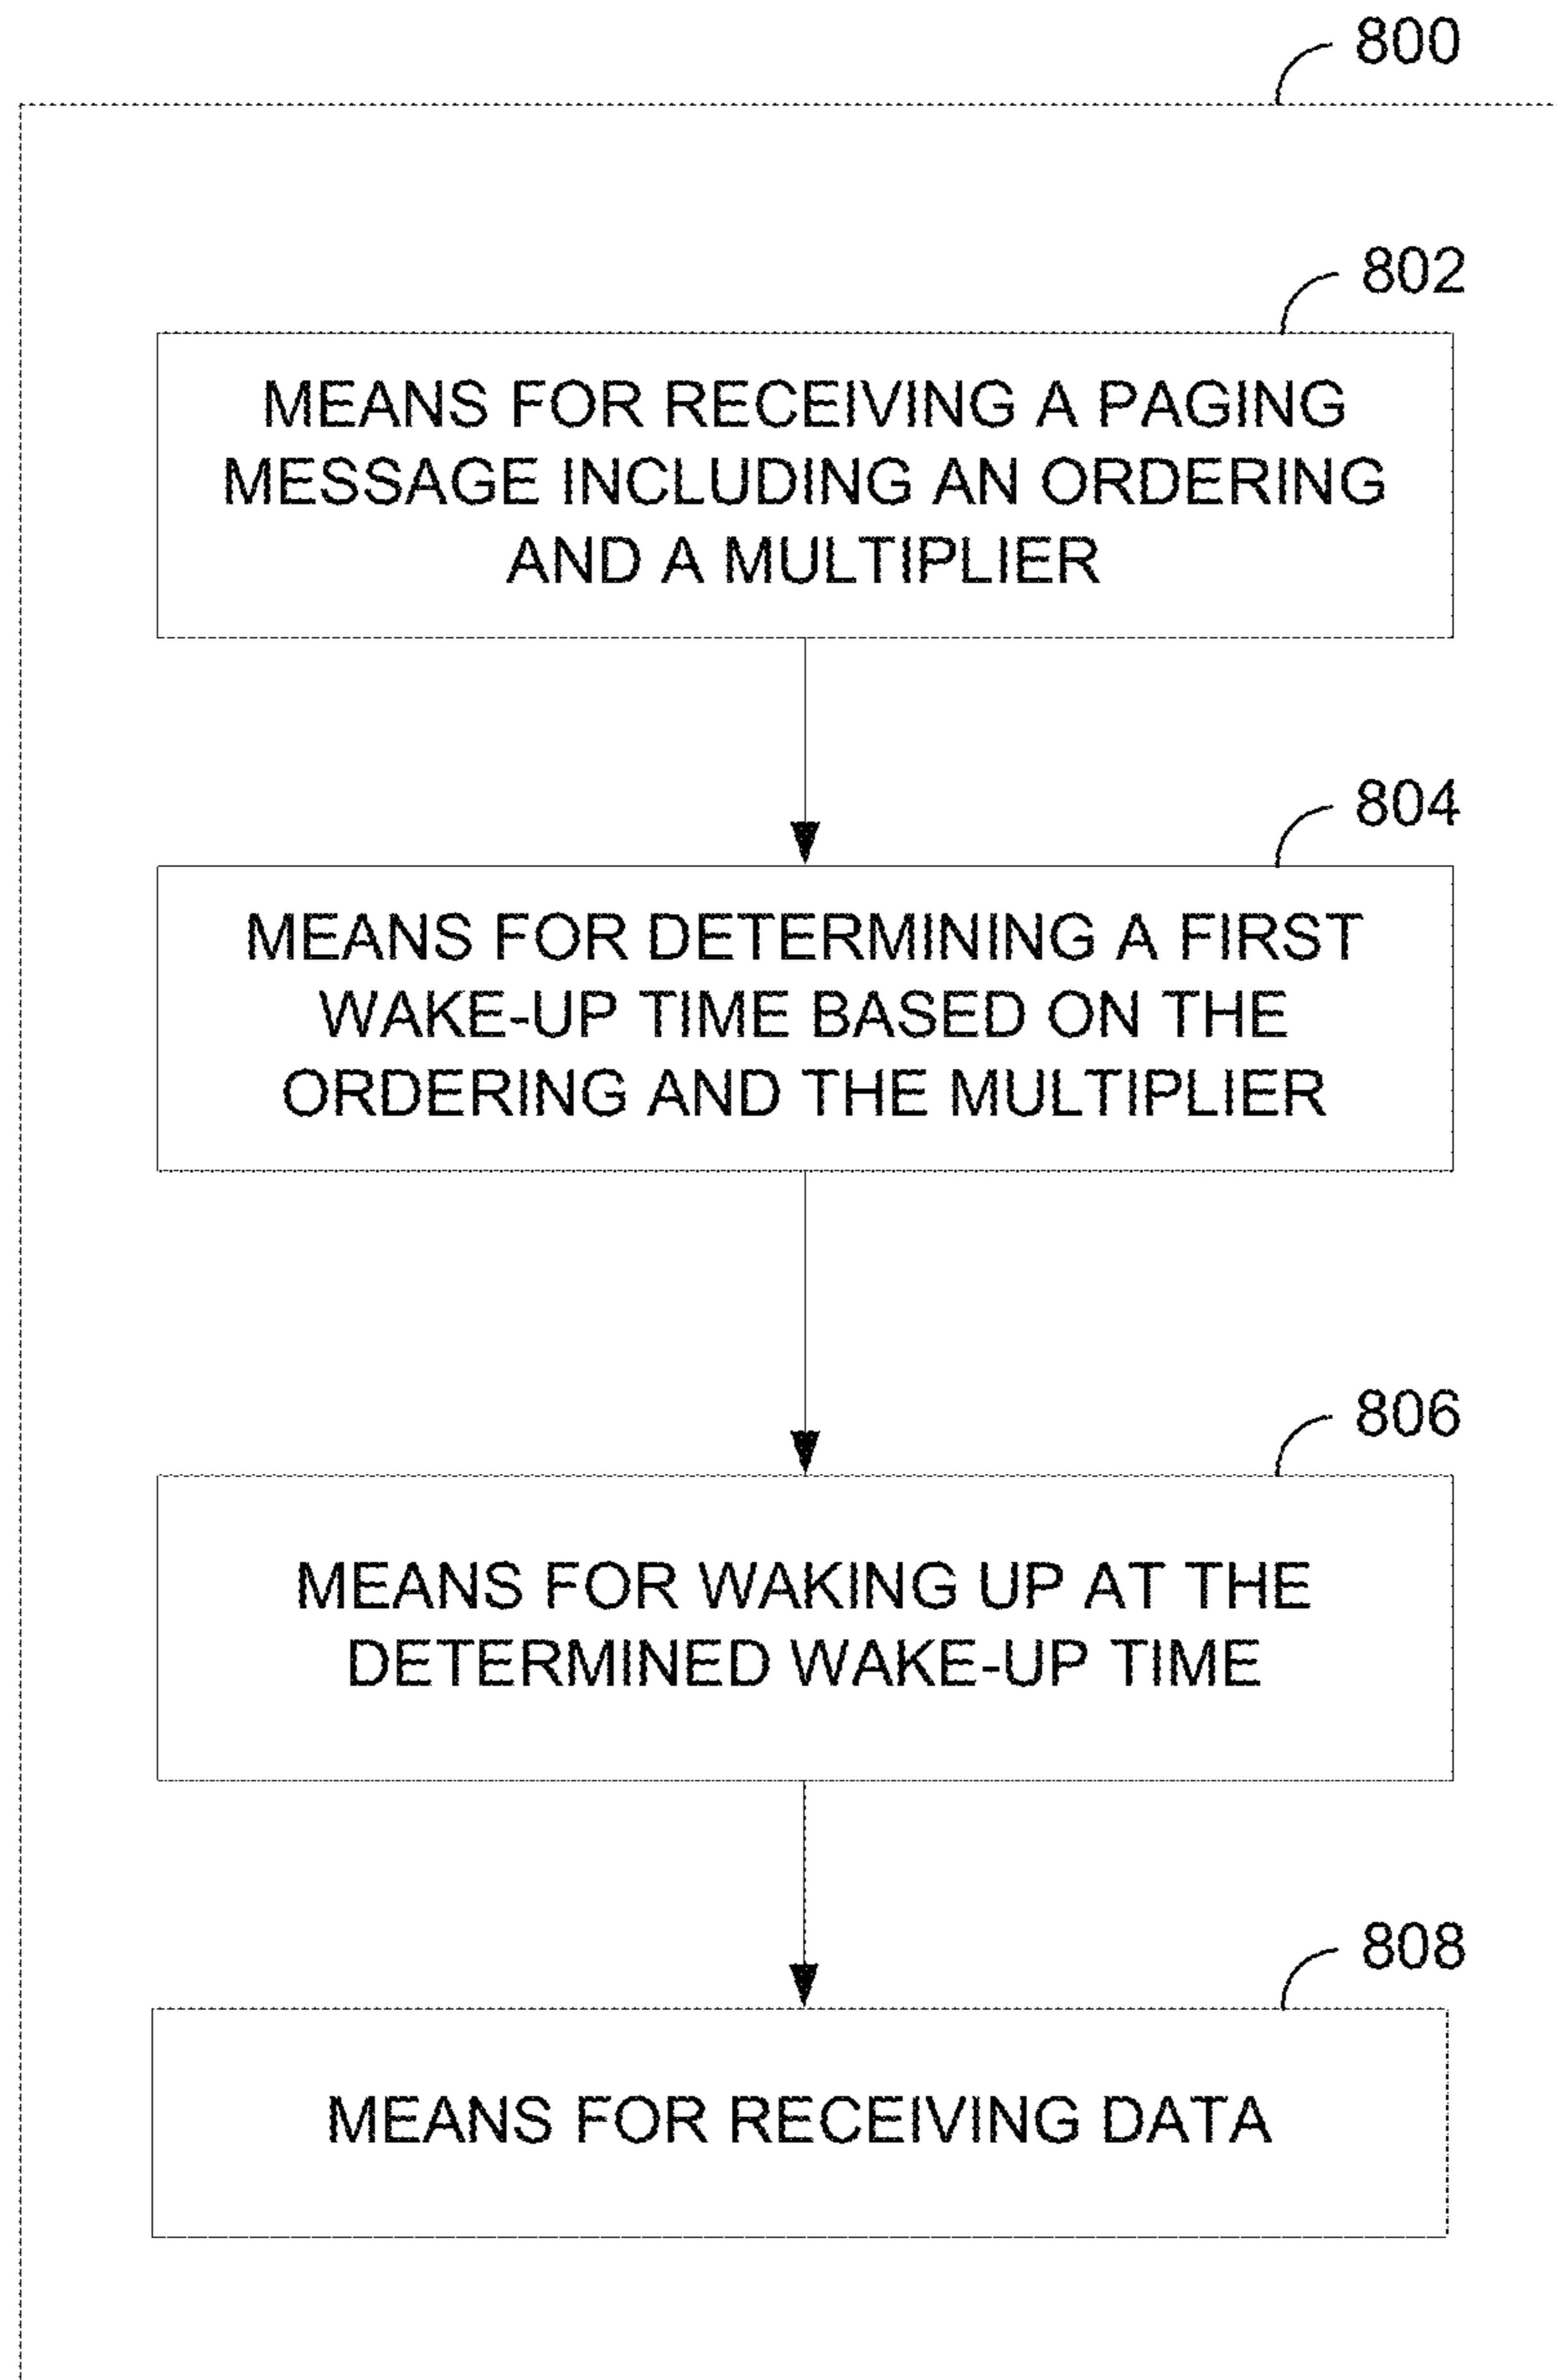 800
802
MEANS FOR RECEIVING A PAGING
MESSAGE INCLUDING AN ORDERING
AND A MULTIPLIER
804
MEANS FOR DETERMINING A FIRST
WAKE-UP TIME BASED ON THE
ORDERING AND THE MULTIPLIER
806
MEANS FOR WAKING UP AT THE
DETERMINED WAKE-UP TIME
808
MEANS FOR RECEIVING DATA